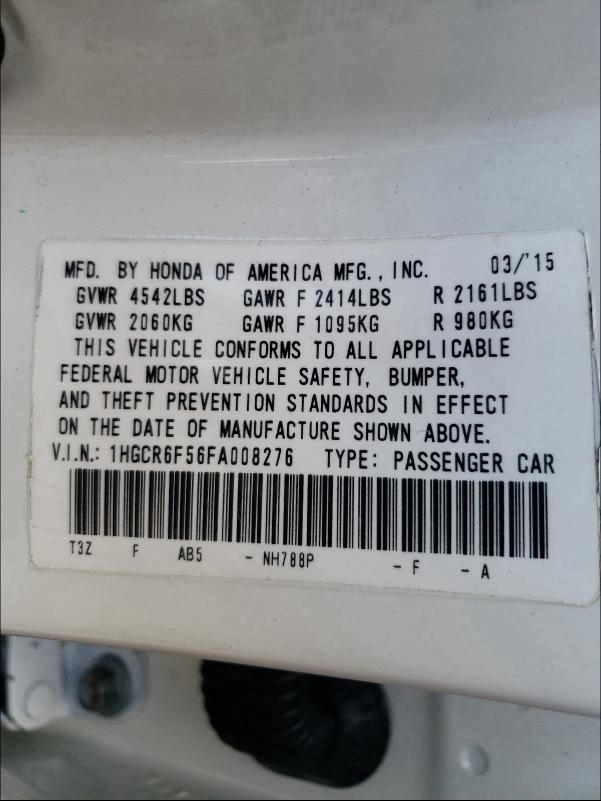 MFD. BY HONDA OF AMERICA MFG., INC. 03/'15
GVWR 4542LBS GAWR F 2414LBS R 2161LBS
GVWR 2060KG GAWR F 1095KG R 980KG
THIS VEHICLE CONFORMS TO ALL APPLICABLE
FEDERAL MOTOR VEHICLE SAFETY, BUMPER,
AND THEFT PREVENTION STANDARDS IN EFFECT
ON THE DATE OF MANUFACTURE SHOWN ABOVE.
V.I.N.: 1HGCR6F56FA008276 TYPE: PASSENGER CAR
T3Z F AB5 - NH788P - F - A